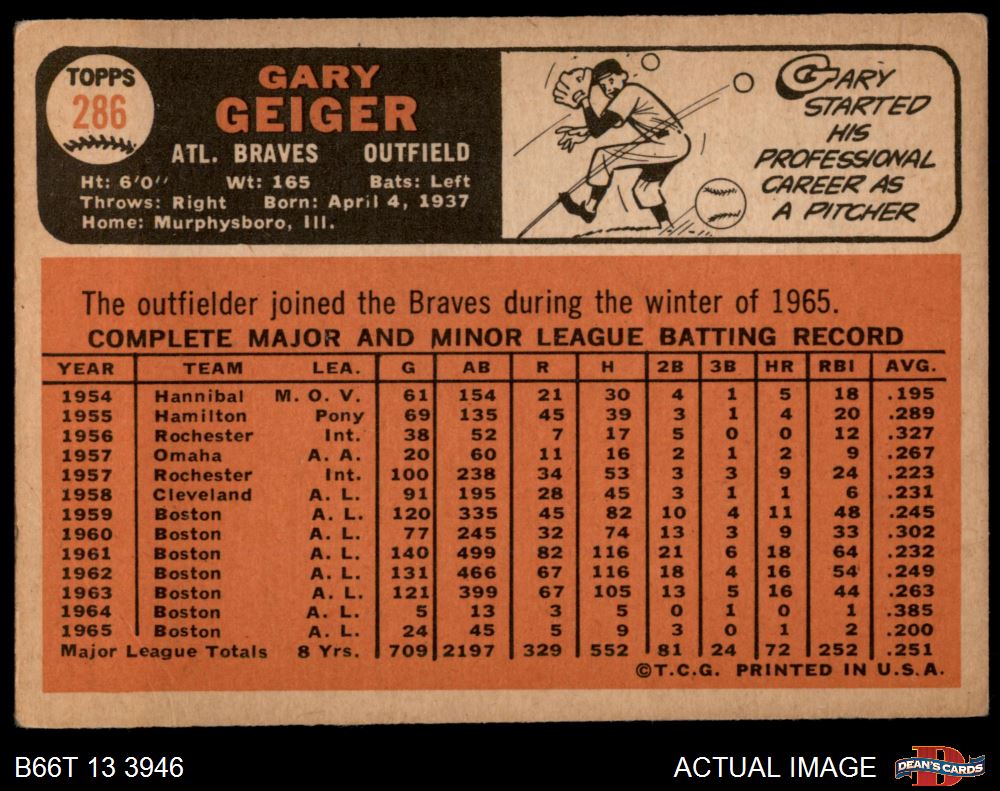 TOPPS
286
GARY
GEIGER
ATL. BRAVES OUTFIELD
Ht: 6'0" Wt: 165 Bats: Left
Throws: Right Born: April 4, 1937
Home: Murphysboro, Ill.
GARY
STARTED
HIS
PROFESSIONAL
CAREER AS
A PITCHER
The outfielder joined the Braves during the winter of 1965.
COMPLETE MAJOR AND MINOR LEAGUE BATTING RECORD
YEAR TEAM LEA. G AB R H 2B 3B HR RBI AVG.
1954 Hannibal M. O. V. 61 154 21 30 4 1 5 18 .195
1955 Hamilton Pony 69 135 45 39 3 1 4 20 .289
1956 Rochester Int. 38 52 7 17 5 0 0 12 .327
1957 Omaha A. A. 20 60 11 16 2 1 2 9 .267
1957 Rochester Int. 100 238 34 53 3 3 9 24 .223
1958 Cleveland A. L. 91 195 28 45 3 1 1 6 .231
1959 Boston A. L. 120 335 45 82 10 4 11 48 .245
1960 Boston A. L. 77 245 32 74 13 3 9 33 .302
1961 Boston A. L. 140 499 82 116 21 6 18 64 .232
1962 Boston A. L. 131 466 67 116 18 4 16 54 .249
1963 Boston A. L. 121 399 67 105 13 5 16 44 .263
1964 Boston A. L. 5 13 3 5 0 1 0 1 .385
1965 Boston A. L. 24 45 5 9 3 0 1 2 .200
Major League Totals 8 Yrs. 709 2197 329 552 81 24 72 252 .251
©T.C.G. PRINTED IN U.S.A.
B66T 13 3946
ACTUAL IMAGE
DEAN'S CARDS